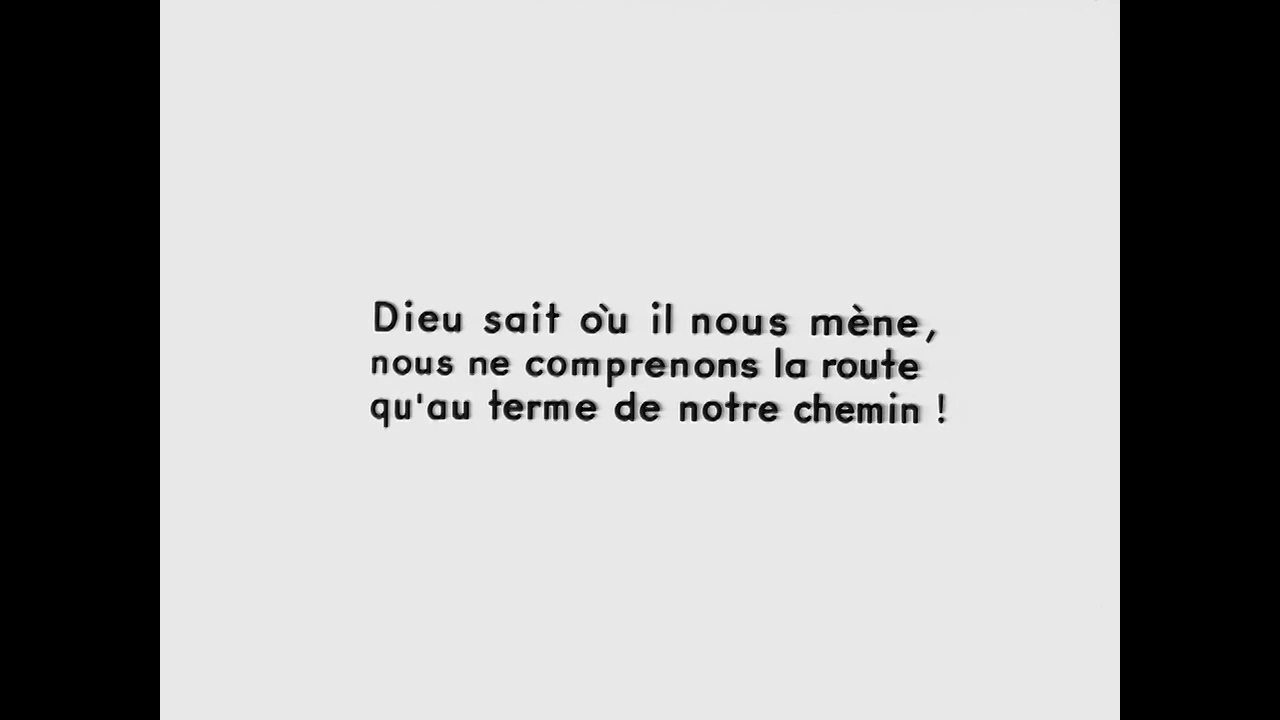 Dieu sait où il nous mène,
nous ne comprenons la route
qu'au terme de notre chemin !